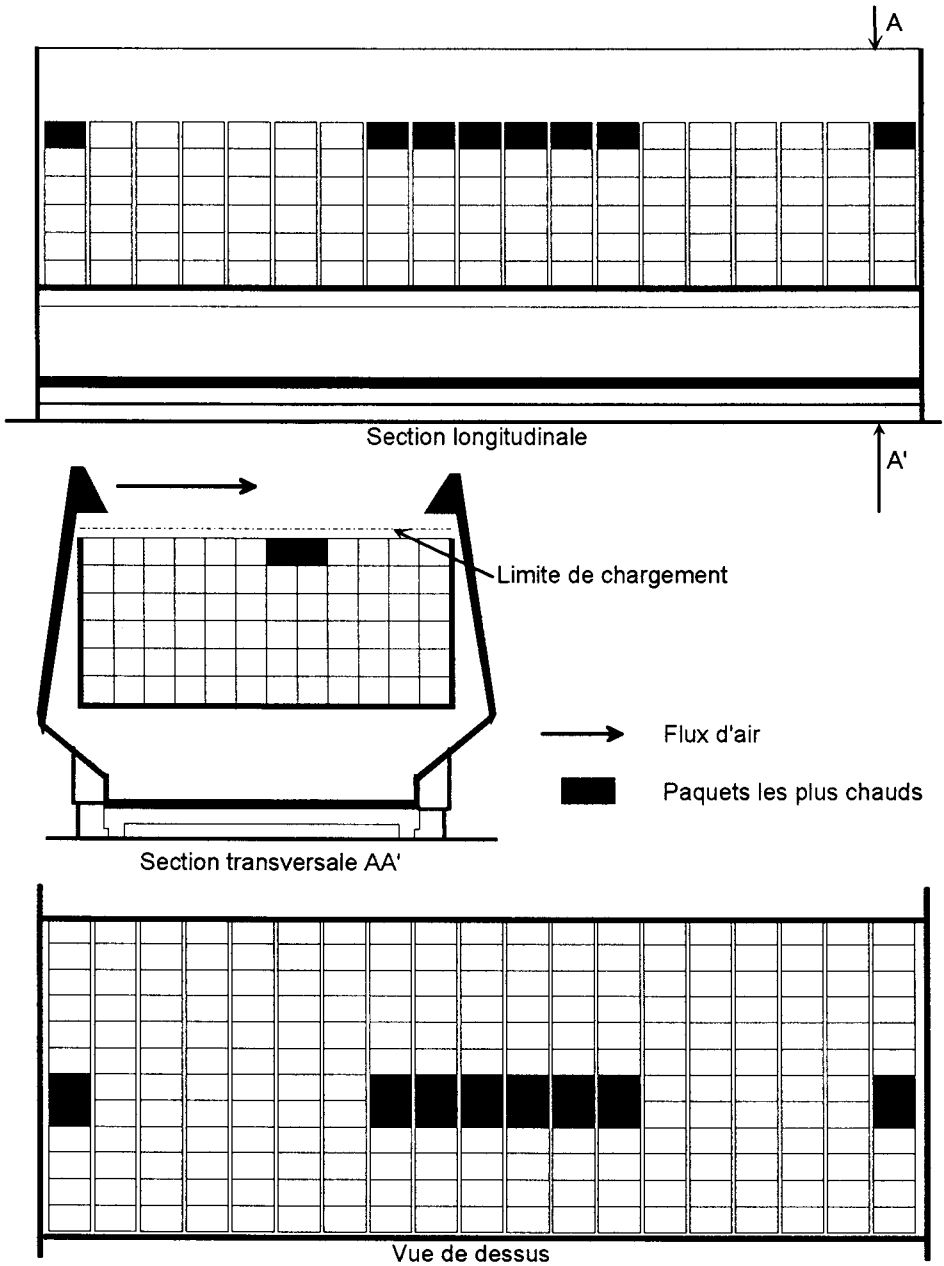 A
Section longitudinale
A'
Limite de chargement
Flux d'air
Paquets les plus chauds
Section transversale AA'
Vue de dessus